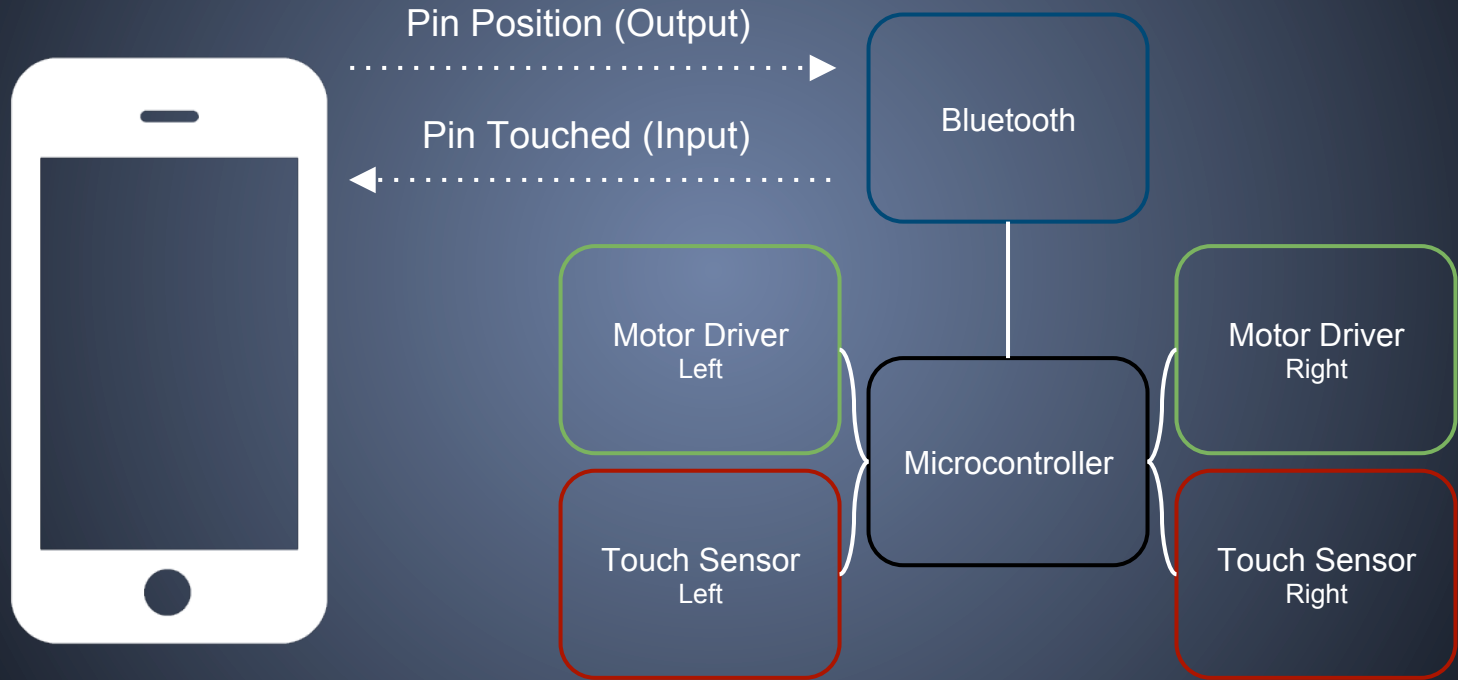 Pin Position (Output)
Pin Touched (Input)
Bluetooth
Motor Driver
Left
Motor Driver
Right
Microcontroller
Touch Sensor
Left
Touch Sensor
Right